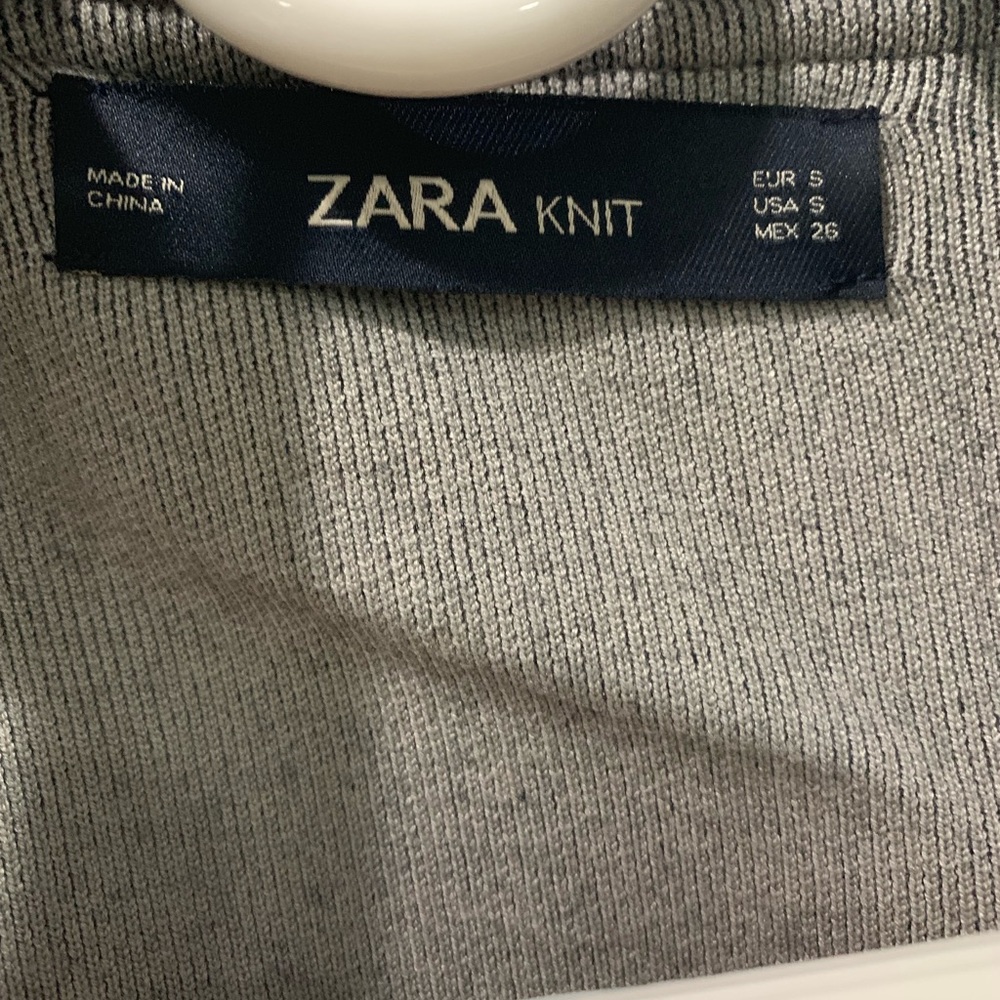 MADE IN
CHINA
ZARA KNIT
EUR S
USA S
MEX 26